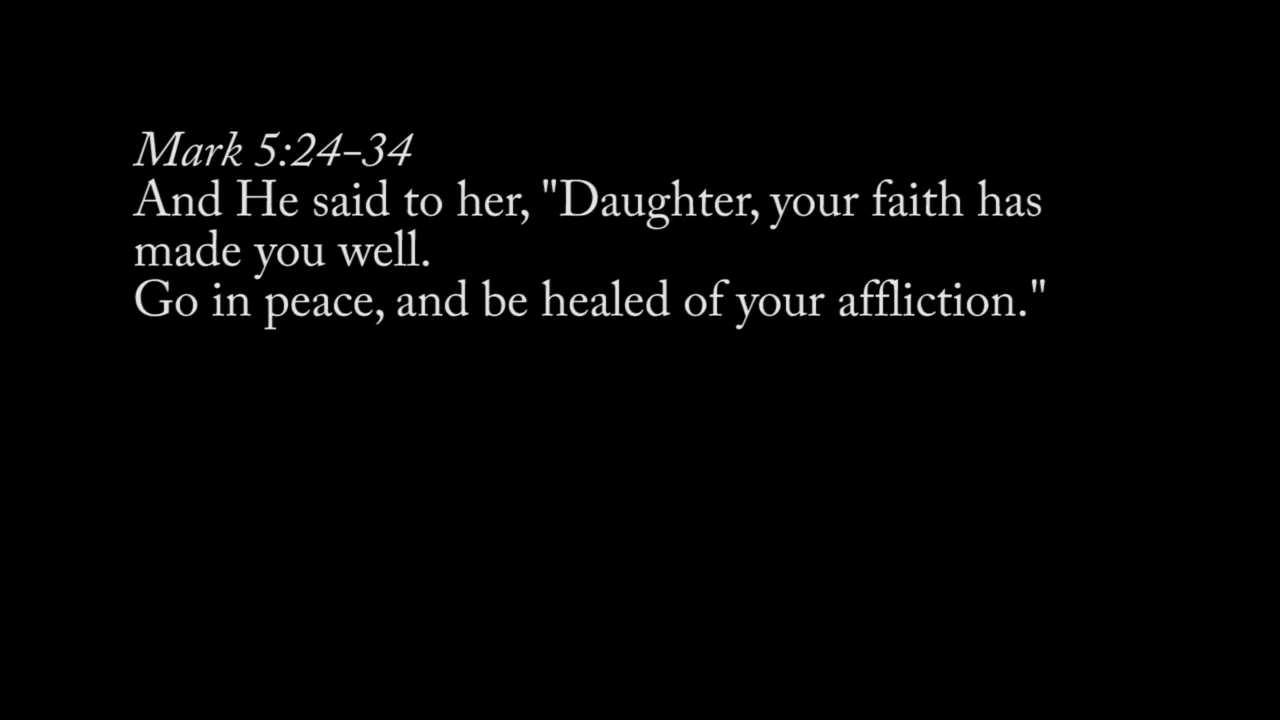 Mark 5:24-34
And He said to her, "Daughter, your faith has
made you well.
Go in peace, and be healed of your affliction."